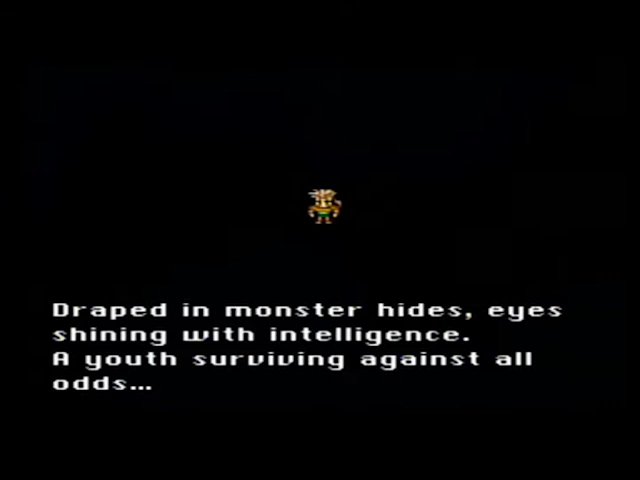 Draped in monster hides, eyes
shining with intelligence.
A youth surviving against all
odds...